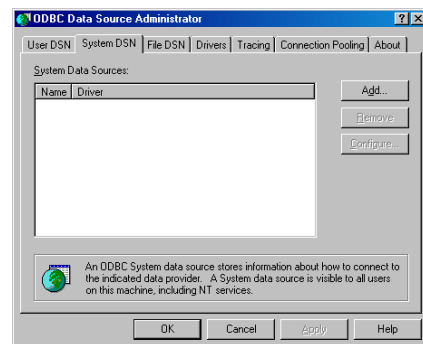 ODBC Data Source Administrator
User DSN System DSN File DSN Drivers Tracing Connection Pooling About
System Data Sources:
Name Driver
Add...
Remove
Configure...
An ODBC System data source stores information about how to connect to
the indicated data provider. A System data source is visible to all users
on this machine, including NT services.
OK Cancel Apply Help